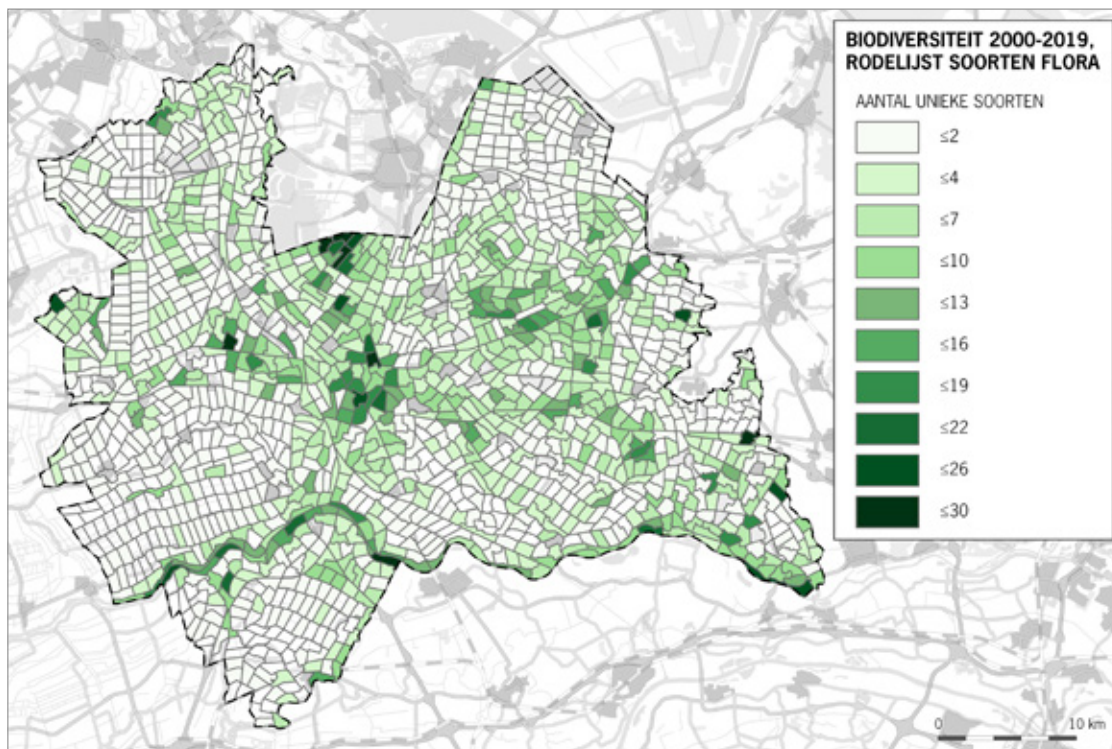 BIODIVERSITEIT 2000-2019,
RODELIJST SOORTEN FLORA
AANTAL UNIEKE SOORTEN
≤2
≤4
≤7
≤10
≤13
≤16
≤19
≤22
≤26
≤30
0 10 km